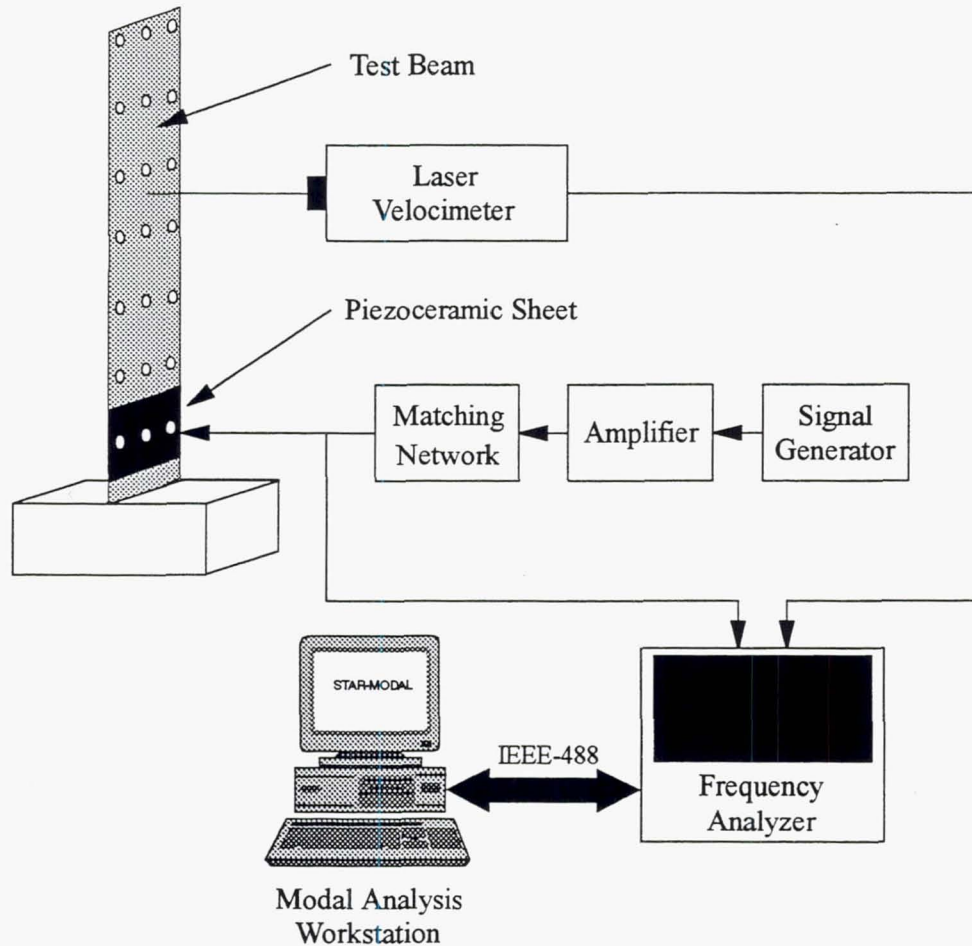 Test Beam
Laser
Velocimeter
Piezoceramic Sheet
Matching
Network
Amplifier
Signal
Generator
STAR-MODAL
IEEE-488
Frequency
Analyzer
Modal Analysis
Workstation